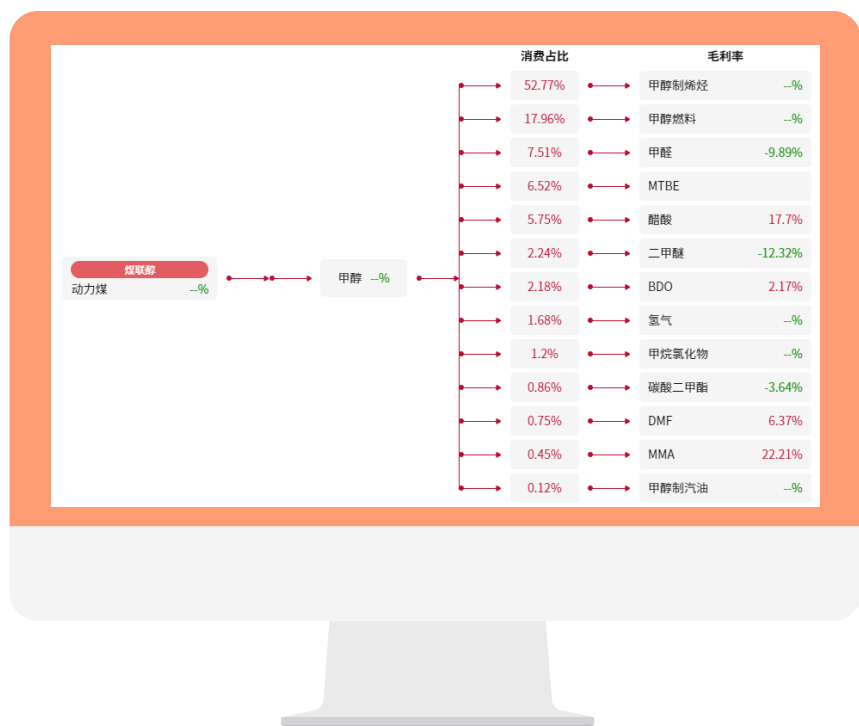 消费占比 毛利率
52.77% 甲醇制烯烃 --%
17.96% 甲醇燃料 --%
7.51% 甲醛 -9.89%
6.52% MTBE
5.75% 醋酸 17.7%
2.24% 二甲醚 -12.32%
煤联醇
动力煤 --%
甲醇 --%
2.18% BDO 2.17%
1.68% 氢气 --%
1.2% 甲烷氯化物 --%
0.86% 碳酸二甲酯 -3.64%
0.75% DMF 6.37%
0.45% MMA 22.21%
0.12% 甲醇制汽油 --%